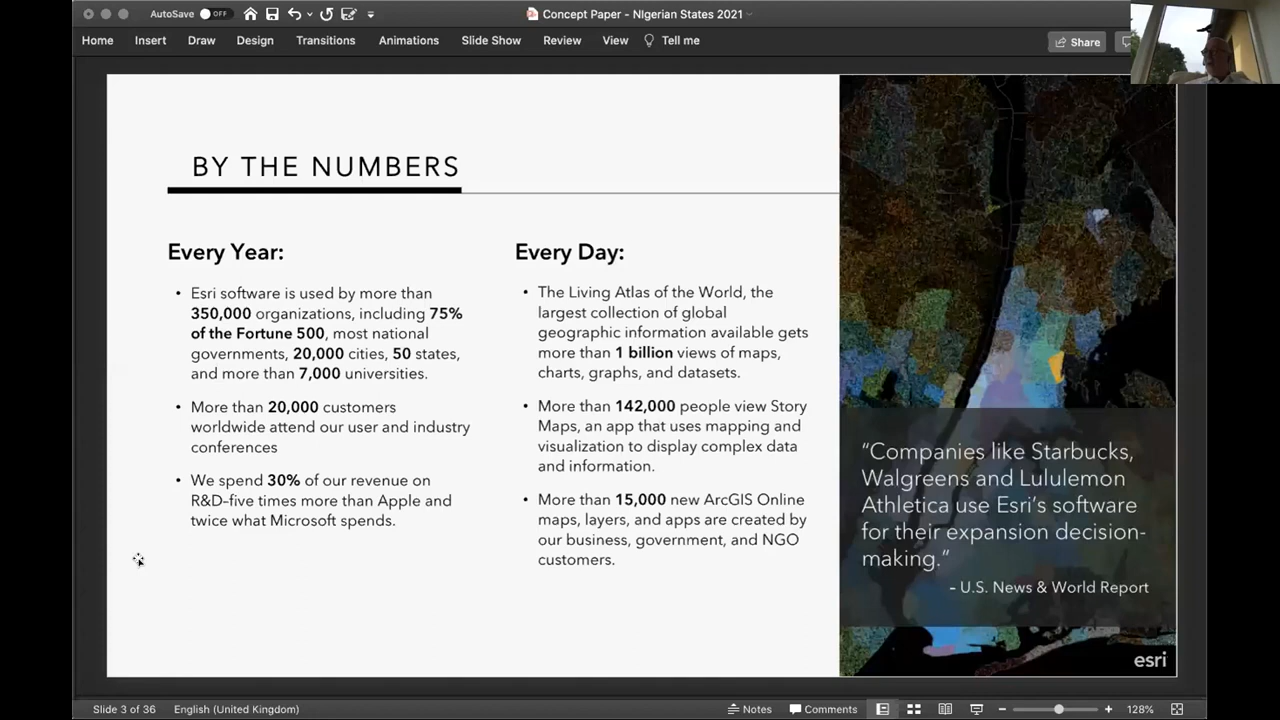 AutoSave OFF
Concept Paper - NIgerian States 2021
Home Insert Draw Design Transitions Animations Slide Show Review View Tell me
Share
BY THE NUMBERS
Every Year:
• Esri software is used by more than
350,000 organizations, including 75%
of the Fortune 500, most national
governments, 20,000 cities, 50 states,
and more than 7,000 universities.
• More than 20,000 customers
worldwide attend our user and industry
conferences
• We spend 30% of our revenue on
R&D–five times more than Apple and
twice what Microsoft spends.
Every Day:
• The Living Atlas of the World, the
largest collection of global
geographic information available gets
more than 1 billion views of maps,
charts, graphs, and datasets.
• More than 142,000 people view Story
Maps, an app that uses mapping and
visualization to display complex data
and information.
• More than 15,000 new ArcGIS Online
maps, layers, and apps are created by
our business, government, and NGO
customers.
“Companies like Starbucks,
Walgreens and Lululemon
Athletica use Esri’s software
for their expansion decision-
making.”
– U.S. News & World Report
esri
Slide 3 of 36 English (United Kingdom) Notes Comments 128%